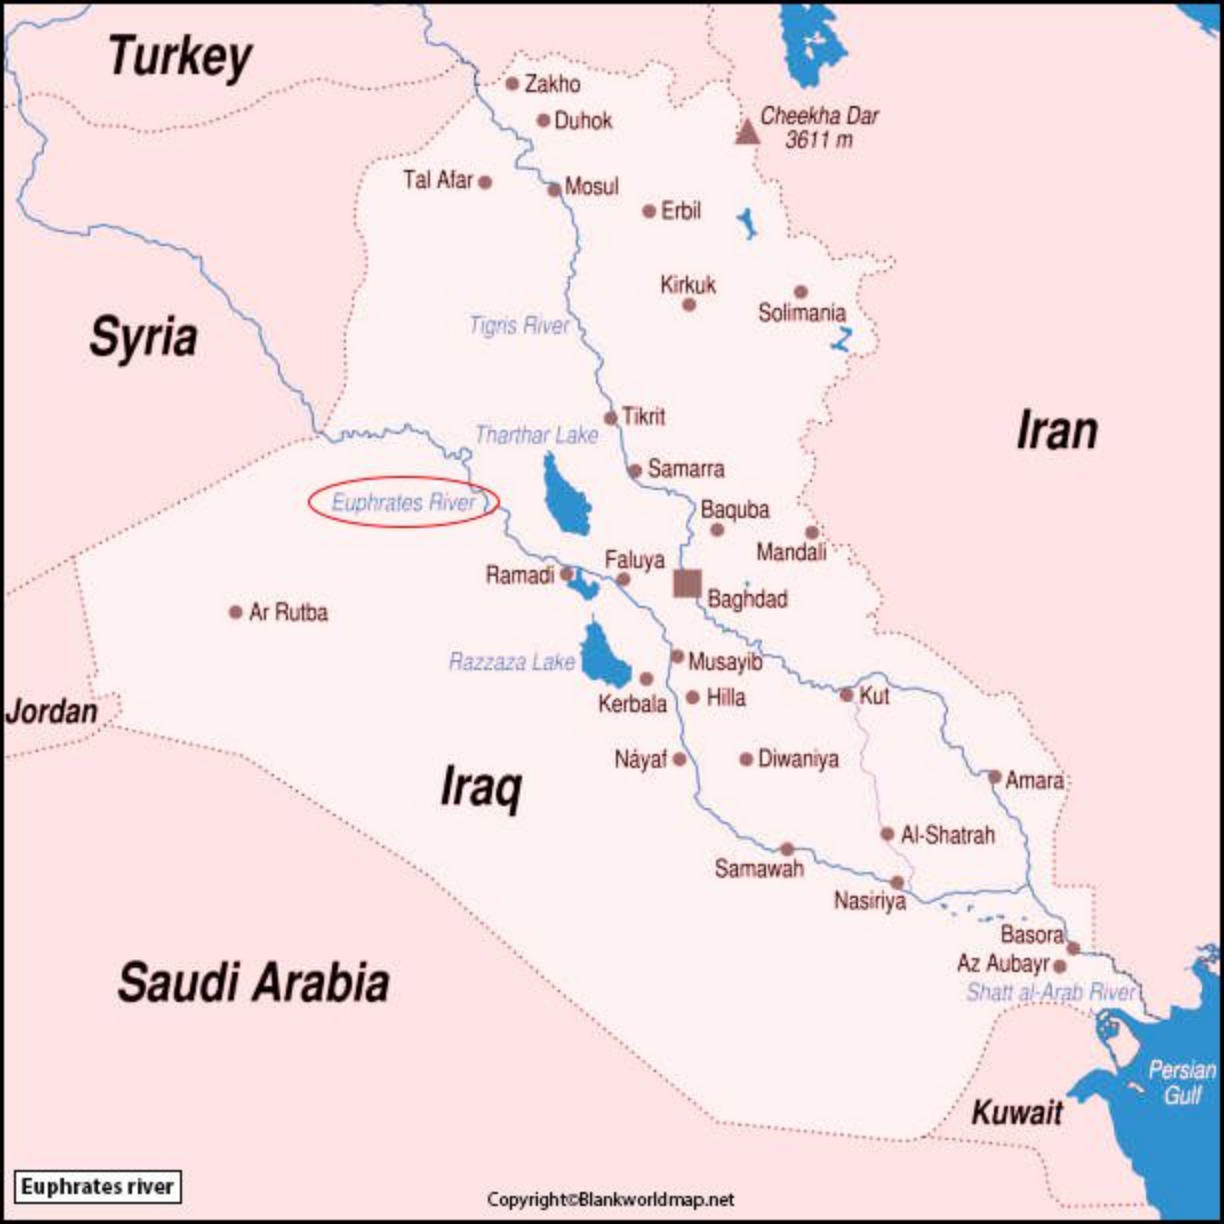 Turkey
Zakho
Duhok
Cheekha Dar
3611 m
Tal Afar
Mosul
Erbil
Kirkuk
Solimania
Syria
Tigris River
Tikrit
Iran
Tharthar Lake
Samarra
Euphrates River
Baquba
Mandali
Faluya
Ramadi
Baghdad
Ar Rutba
Razzaza Lake
Musayib
Kerbala
Hilla
Kut
Jordan
Náyaf
Diwaniya
Iraq
Amara
Al-Shatrah
Samawah
Nasiriya
Basora
Az Aubayr
Saudi Arabia
Shatt al-Arab River
Persian
Gulf
Kuwait
Euphrates river
Copyright©Blankworldmap.net